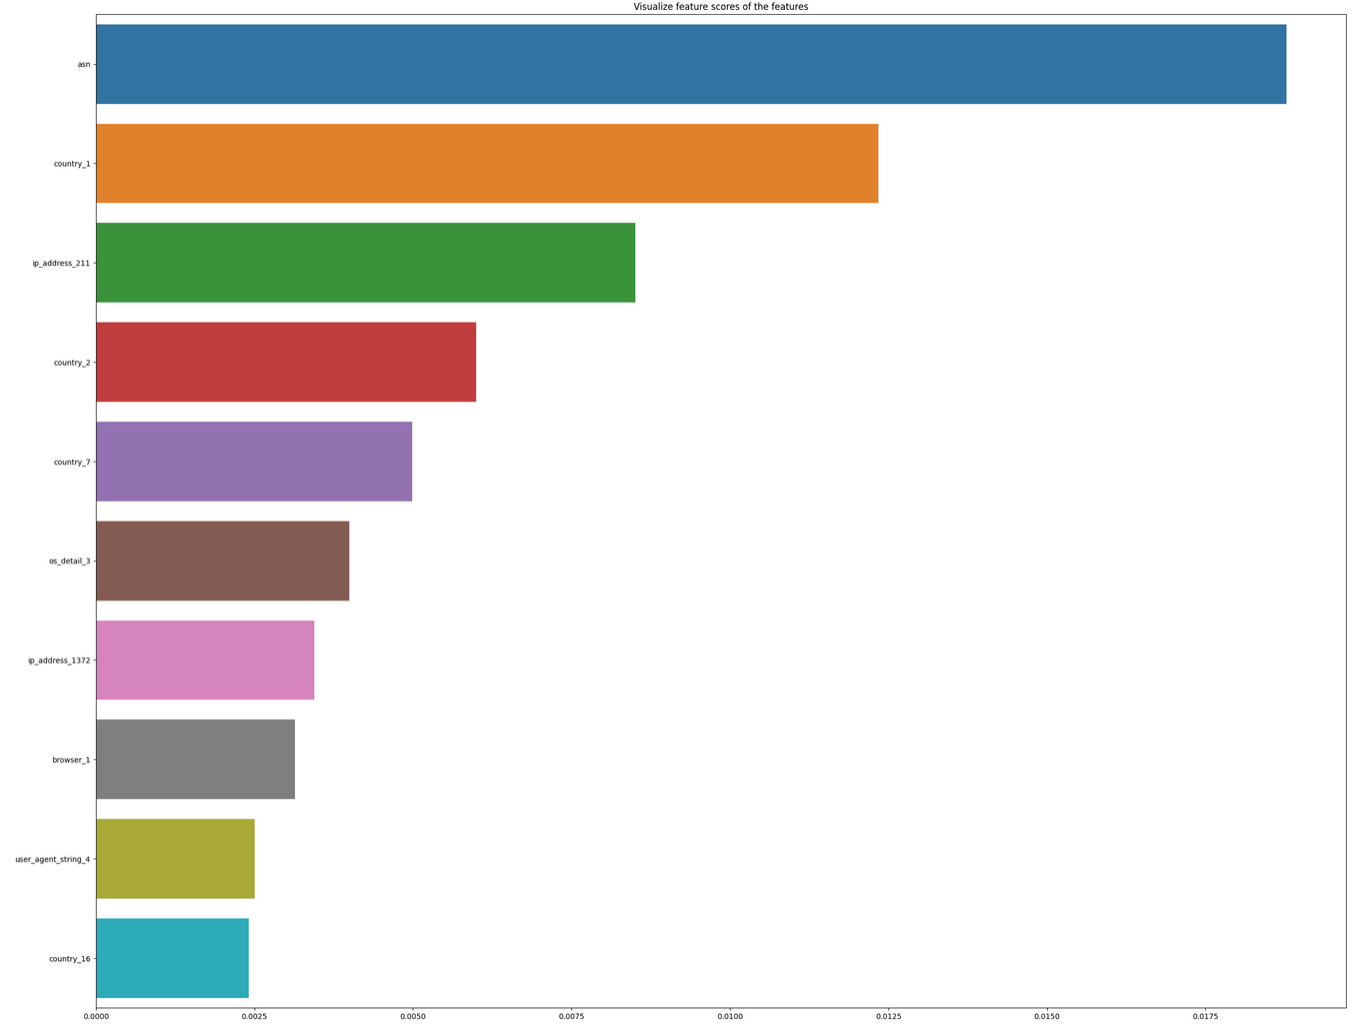 Visualize feature scores of the features
asn
country_1
ip_address_211
country_2
country_7
os_detail_3
ip_address_1372
browser_1
user_agent_string_4
country_16
0.0000 0.0025 0.0050 0.0075 0.0100 0.0125 0.0150 0.0175